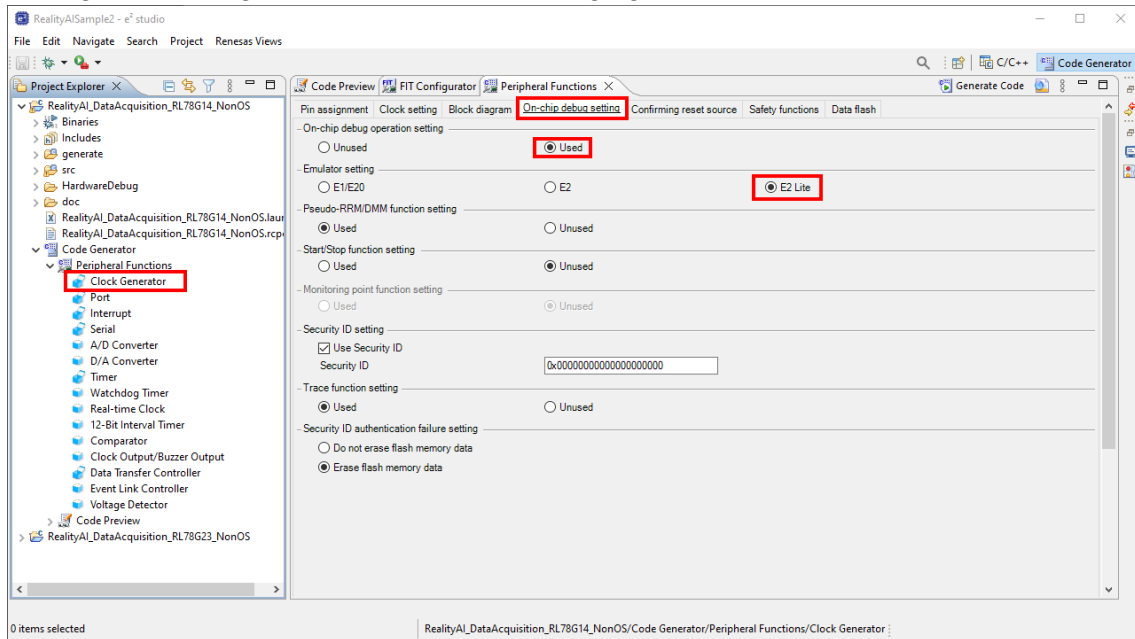 RealityAISample2 - e² studio
File Edit Navigate Search Project Renesas Views
C/C++ Code Generator
Project Explorer
RealityAI_DataAcquisition_RL78G14_NonOS
Binaries
Includes
generate
src
HardwareDebug
doc
RealityAI_DataAcquisition_RL78G14_NonOS.laun
RealityAI_DataAcquisition_RL78G14_NonOS.rcp
Code Generator
Peripheral Functions
Clock Generator
Port
Interrupt
Serial
A/D Converter
D/A Converter
Timer
Watchdog Timer
Real-time Clock
12-Bit Interval Timer
Comparator
Clock Output/Buzzer Output
Data Transfer Controller
Event Link Controller
Voltage Detector
Code Preview
RealityAI_DataAcquisition_RL78G23_NonOS
Code Preview FIT Configurator Peripheral Functions
Generate Code
Pin assignment Clock setting Block diagram On-chip debug setting Confirming reset source Safety functions Data flash
On-chip debug operation setting
Unused Used
Emulator setting
E1/E20 E2 E2 Lite
Pseudo-RRM/DMM function setting
Used Unused
Start/Stop function setting
Used Unused
Monitoring point function setting
Used Unused
Security ID setting
Use Security ID
Security ID 0x00000000000000000000
Trace function setting
Used Unused
Security ID authentication failure setting
Do not erase flash memory data
Erase flash memory data
0 items selected
RealityAI_DataAcquisition_RL78G14_NonOS/Code Generator/Peripheral Functions/Clock Generator